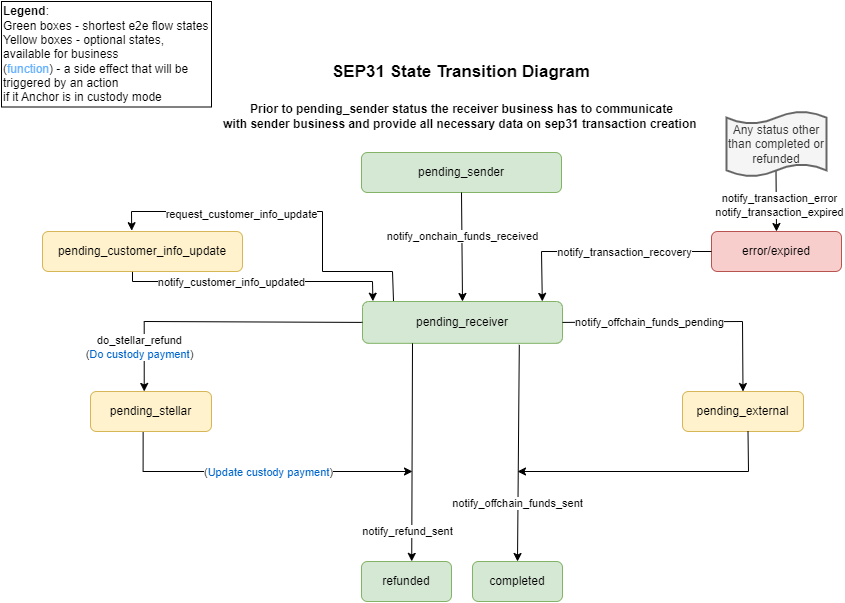 Legend:
Green boxes - shortest e2e flow states
Yellow boxes - optional states,
available for business
(function) - a side effect that will be
triggered by an action
if it Anchor is in custody mode
SEP31 State Transition Diagram
Prior to pending_sender status the receiver business has to communicate
with sender business and provide all necessary data on sep31 transaction creation
Any status other
than completed or
refunded
pending_sender
notify_transaction_error
notify_transaction_expired
request_customer_info_update
notify_onchain_funds_received
pending_customer_info_update
notify_transaction_recovery
error/expired
notify_customer_info_updated
pending_receiver
notify_offchain_funds_pending
do_stellar_refund
(Do custody payment)
pending_stellar
pending_external
(Update custody payment)
notify_offchain_funds_sent
notify_refund_sent
refunded
completed